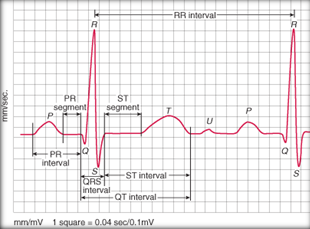 RR interval
R
R
PR
segment
ST
segment
P
T
U
P
mm/sec.
PR
interval
Q
S
QRS
interval
ST interval
QT interval
Q
S
mm/mV 1 square = 0.04 sec/0.1mV